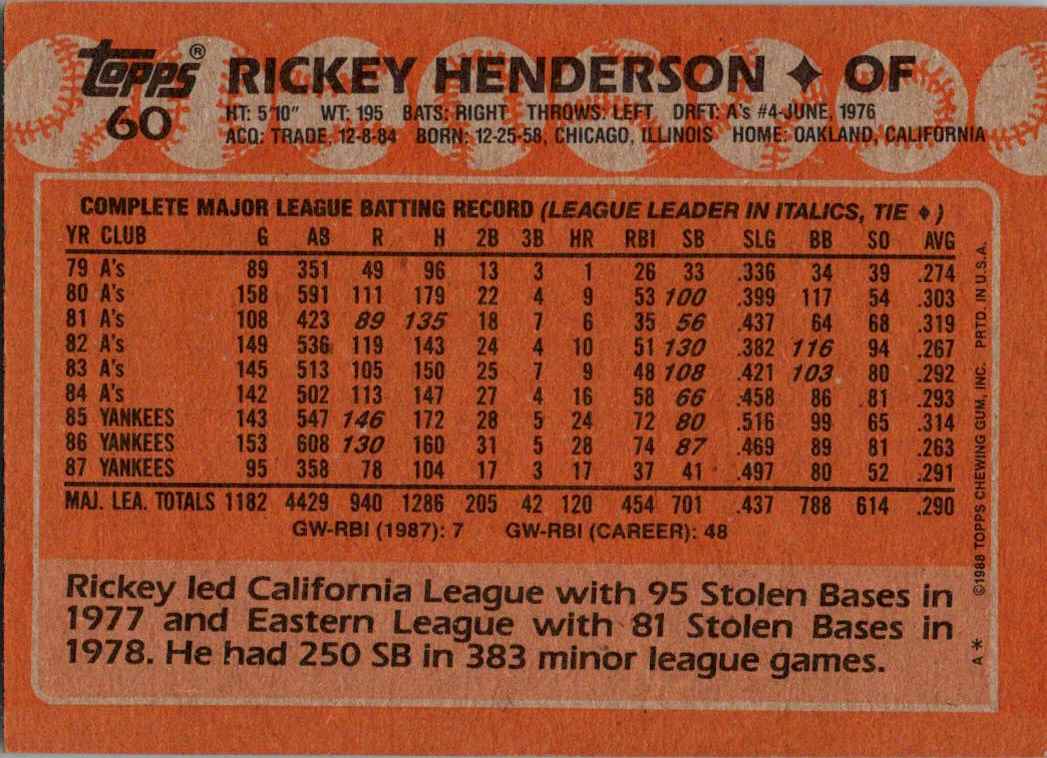 topps® RICKEY HENDERSON ✦ OF
60 HT: 5'10" WT: 195 BATS: RIGHT THROWS: LEFT DRFT: A's #4-JUNE, 1976
ACQ: TRADE, 12-8-84 BORN: 12-25-58, CHICAGO, ILLINOIS HOME: OAKLAND, CALIFORNIA
COMPLETE MAJOR LEAGUE BATTING RECORD (LEAGUE LEADER IN ITALICS, TIE ♦)
YR CLUB G AB R H 2B 3B HR RBI SB SLG BB SO AVG
79 A's 89 351 49 96 13 3 1 26 33 .336 34 39 .274
80 A's 158 591 111 179 22 4 9 53 100 .399 117 54 .303
81 A's 108 423 89 135 18 7 6 35 56 .437 64 68 .319
82 A's 149 536 119 143 24 4 10 51 130 .382 116 94 .267
83 A's 145 513 105 150 25 7 9 48 108 .421 103 80 .292
84 A's 142 502 113 147 27 4 16 58 66 .458 86 81 .293
85 YANKEES 143 547 146 172 28 5 24 72 80 .516 99 65 .314
86 YANKEES 153 608 130 160 31 5 28 74 87 .469 89 81 .263
87 YANKEES 95 358 78 104 17 3 17 37 41 .497 80 52 .291
MAJ. LEA. TOTALS 1182 4429 940 1286 205 42 120 454 701 .437 788 614 .290
GW-RBI (1987): 7 GW-RBI (CAREER): 48
Rickey led California League with 95 Stolen Bases in
1977 and Eastern League with 81 Stolen Bases in
1978. He had 250 SB in 383 minor league games.
A* ©1988 TOPPS CHEWING GUM, INC. PRTD. IN U.S.A.